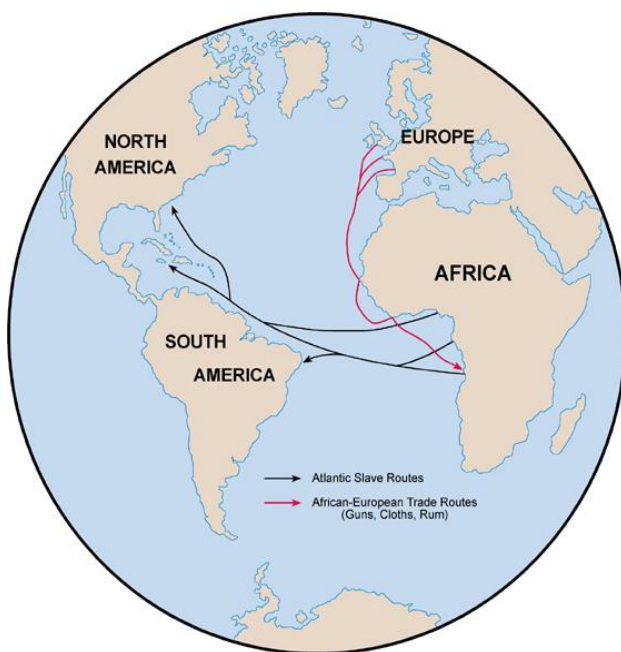 NORTH
AMERICA
EUROPE
AFRICA
SOUTH
AMERICA
Atlantic Slave Routes
African-European Trade Routes
(Guns, Cloths, Rum)